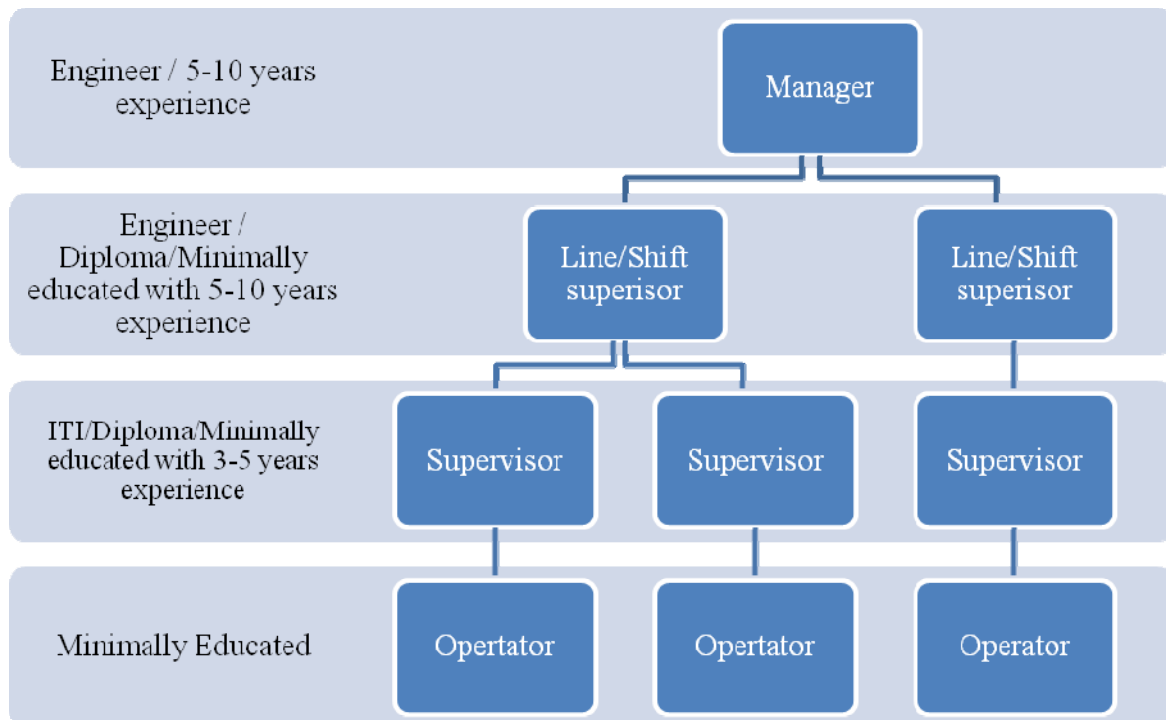 Engineer / 5-10 years
experience
Manager
Engineer /
Diploma/Minimally
educated with 5-10 years
experience
Line/Shift
superisor
Line/Shift
superisor
ITI/Diploma/Minimally
educated with 3-5 years
experience
Supervisor
Supervisor
Supervisor
Minimally Educated
Opertator
Opertator
Operator